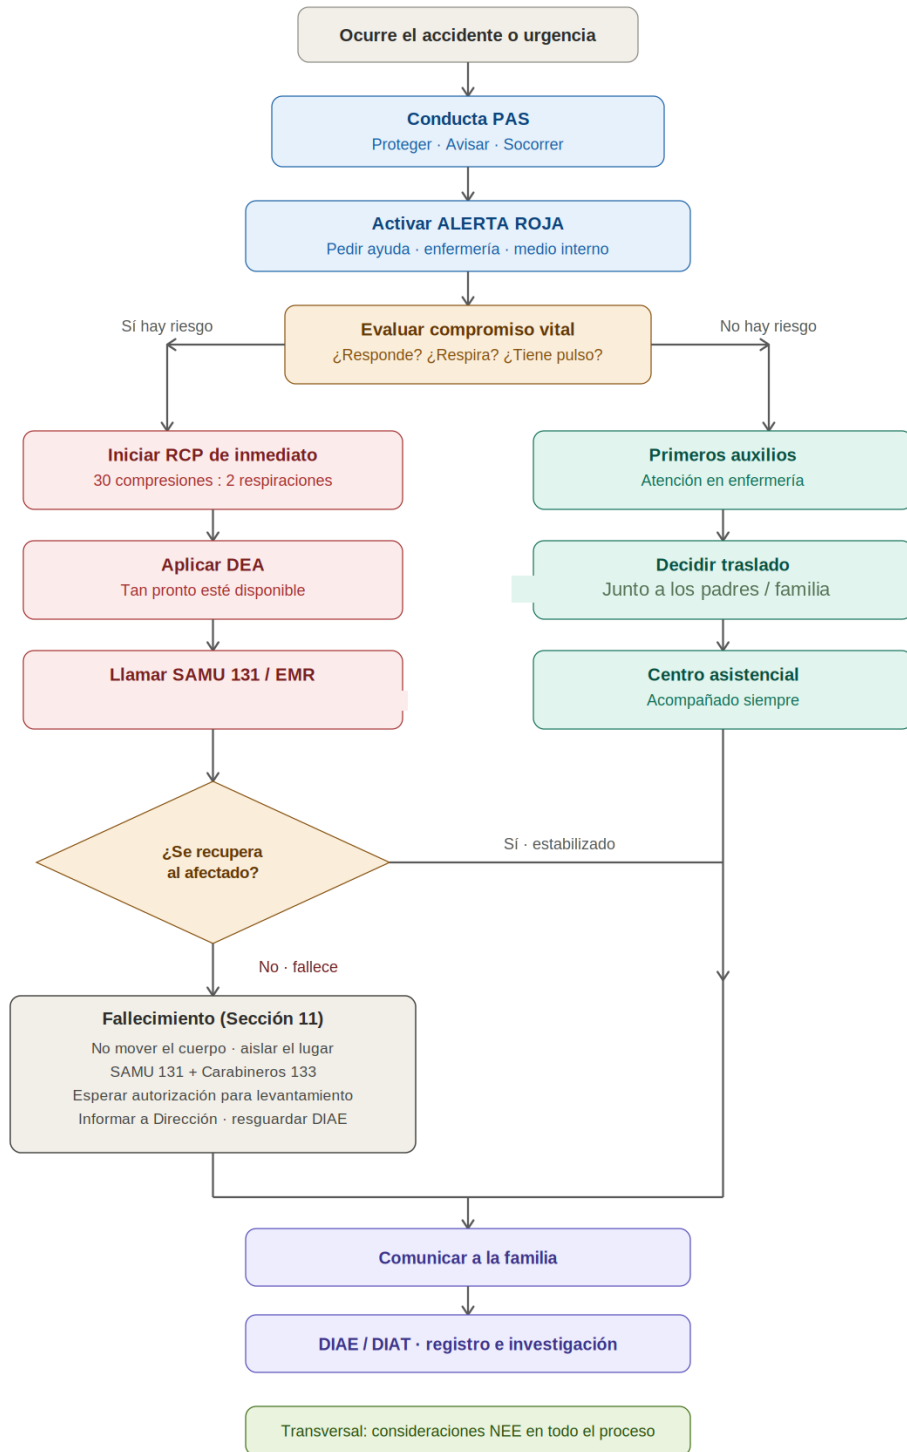 Ocurre el accidente o urgencia
Conducta PAS
Proteger · Avisar · Socorrer
Activar ALERTA ROJA
Pedir ayuda · enfermería · medio interno
Evaluar compromiso vital
¿Responde? ¿Respira? ¿Tiene pulso?
Sí hay riesgo
No hay riesgo
Iniciar RCP de inmediato
30 compresiones : 2 respiraciones
Primeros auxilios
Atención en enfermería
Aplicar DEA
Tan pronto esté disponible
Decidir traslado
Junto a los padres / familia
Llamar SAMU 131 / EMR
Centro asistencial
Acompañado siempre
¿Se recupera
al afectado?
Sí · estabilizado
No · fallece
Fallecimiento (Sección 11)
No mover el cuerpo · aislar el lugar
SAMU 131 + Carabineros 133
Esperar autorización para levantamiento
Informar a Dirección · resguardar DIAE
Comunicar a la familia
DIAE / DIAT · registro e investigación
Transversal: consideraciones NEE en todo el proceso